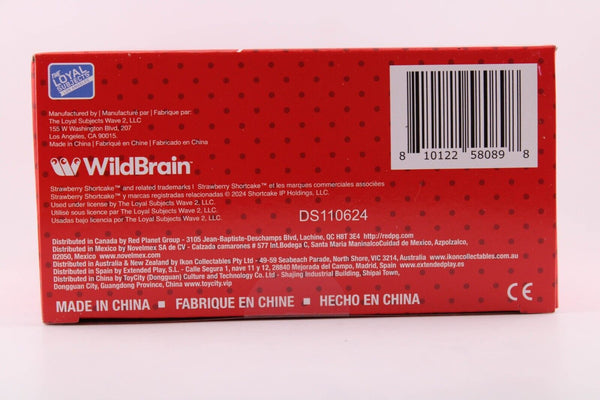 THE
LOYAL
SUBJECTS
Manufactured by | Manufacturé par | Fabrique par:
The Loyal Subjects Wave 2, LLC
155 W Washington Blvd, 207
Los Angeles, CA 90015.
Made in China | Fabriqué en Chine | Fabricado en China
8 10122 58089 8
WildBrain
Strawberry Shortcake™ and related trademarks | Strawberry Shortcake™ et les marques commerciales associées
Strawberry Shortcake™ y marcas registradas relacionadas © 2024 Shortcake IP Holdings, LLC.
Used under license by The Loyal Subjects Wave 2, LLC.
Utilisé sous licence par The Loyal Subjects Wave 2, LLC.
Usadas bajo licencia por The Loyal Subjects Wave 2, LLC.
DS110624
Distributed in Canada by Red Planet Group - 3105 Jean-Baptiste-Deschamps Blvd, Lachine, QC H8T 3E4 http://redpg.com
Distributed in Mexico by Novelmex SA de CV - Calzada camarones # 577 Int,Bodega C, Santa Maria ManinalcoCuidad de Mexico, Azpolzalco,
02050, Mexico www.novelmex.com
Distributed in Australia & New Zealand by Ikon Collectables Pty Ltd - 49-59 Seabeach Parade, North Shore, VIC 3214, Australia www.ikoncollectables.com.au
Distributed in Spain by Extended Play, S.L. - Calle Segura 1, nave 11 y 12, 28840 Mejorada del Campo, Madrid, Spain www.extendedplay.es
Distributed in China by ToyCity (Dongguan) Culture and Technology Co. Ltd - Shajing Industrial Building, Shipai Town,
Dongguan City, Guangdong Province, China www.toycity.vip
MADE IN CHINA • FABRIQUE EN CHINE • HECHO EN CHINA
CE